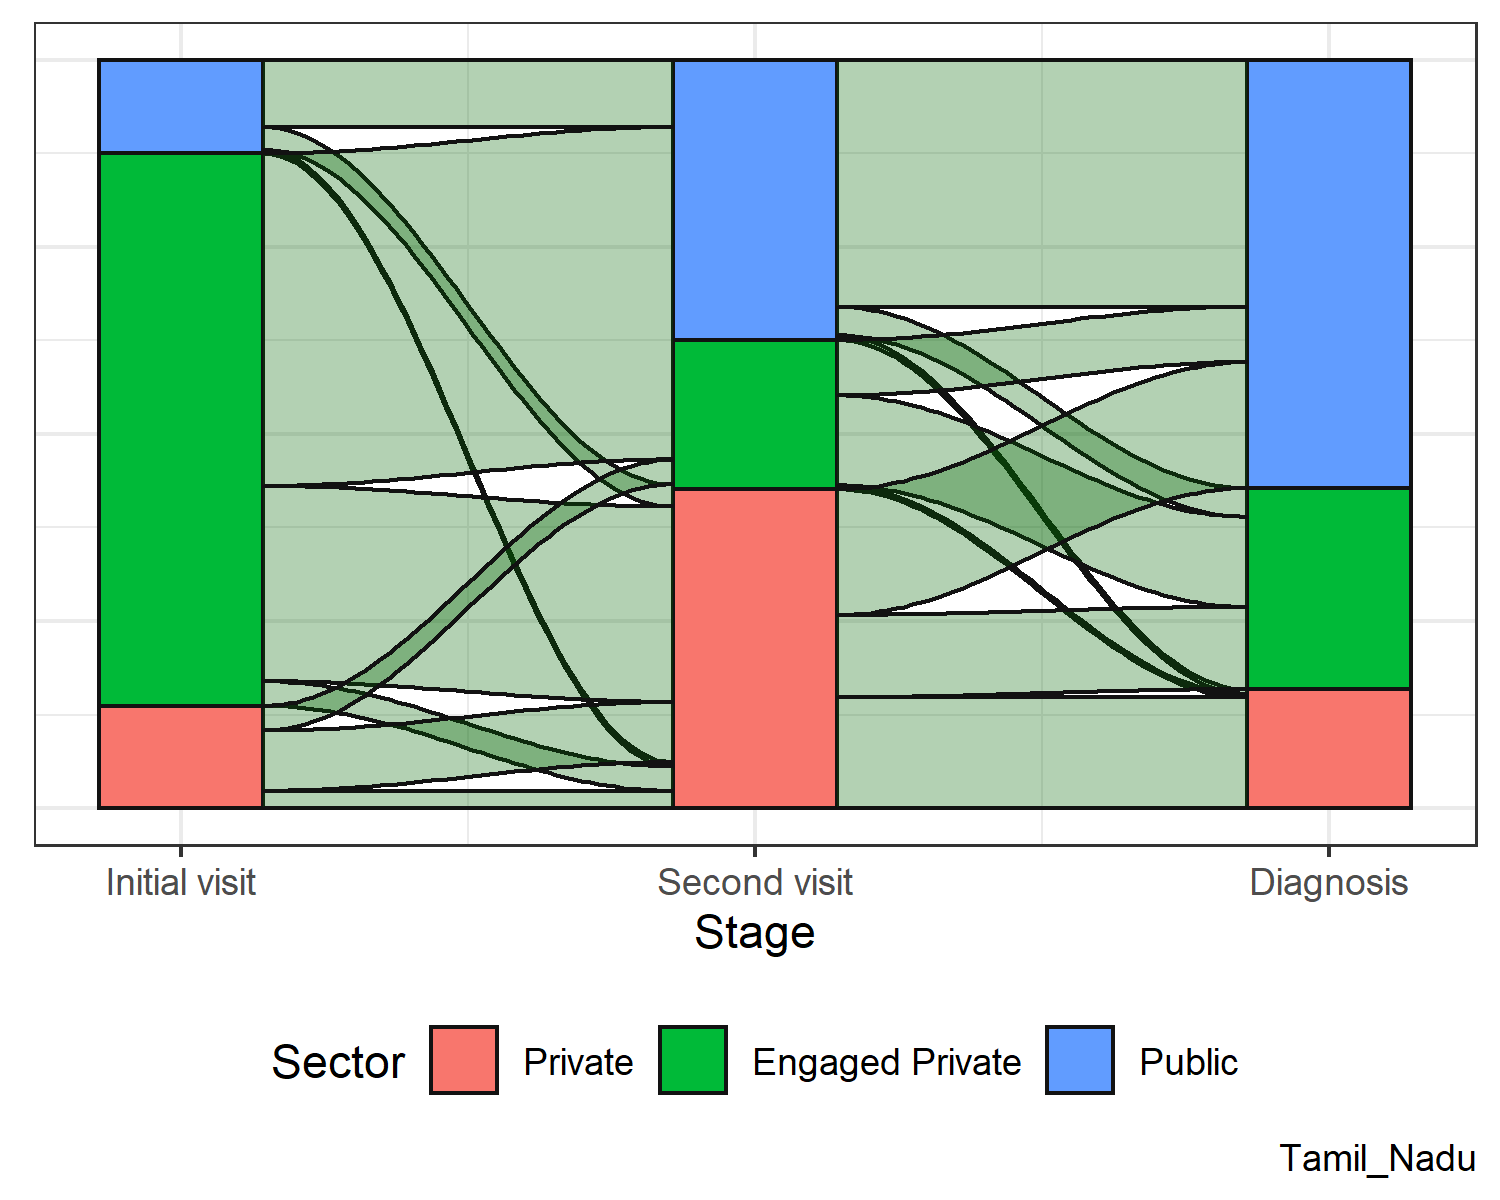 Initial visit Second visit Diagnosis
Stage
Sector Private Engaged Private Public
Tamil_Nadu